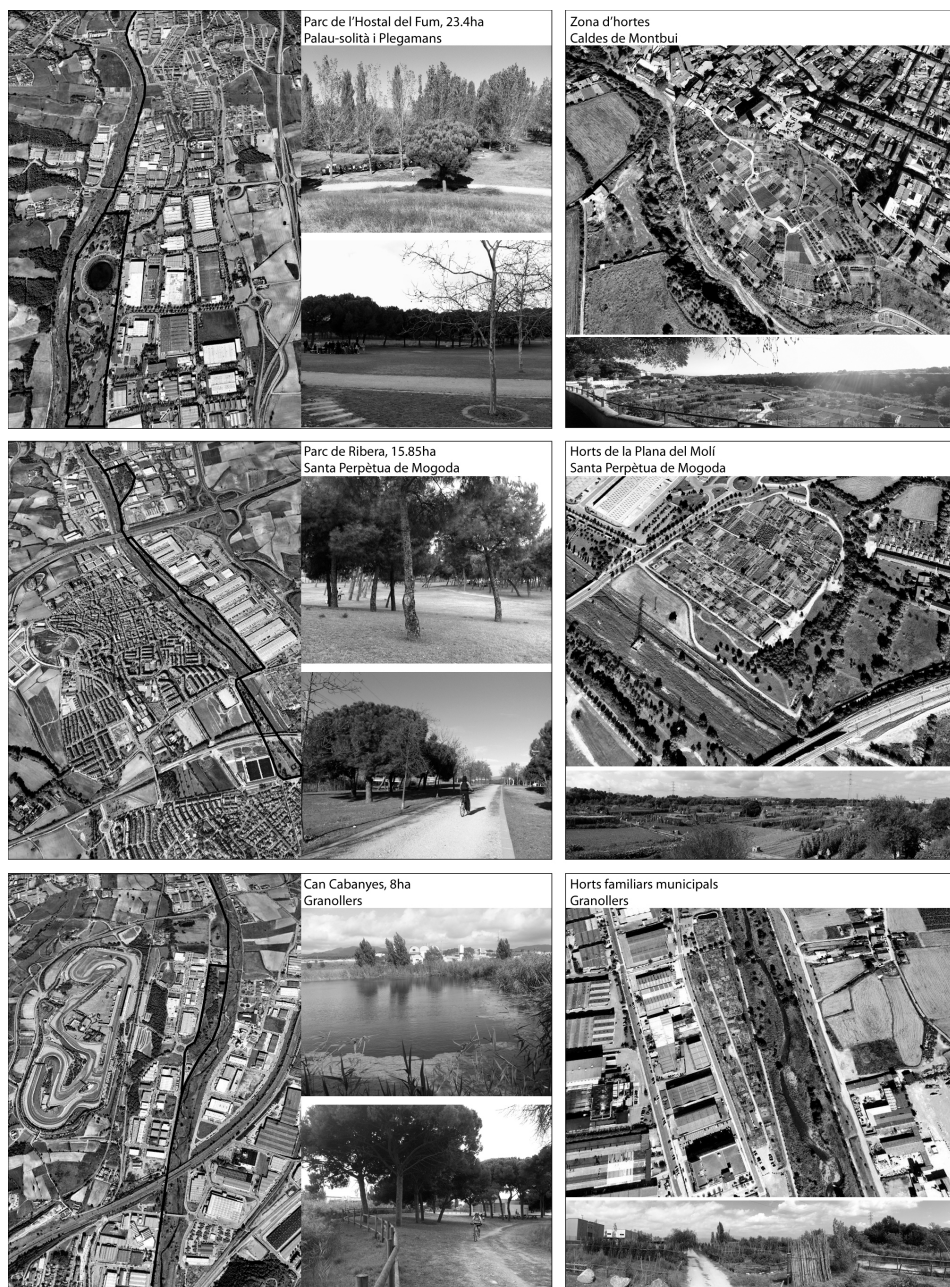 Parc de l’Hostal del Fum, 23.4ha
Palau-solità i Plegamans
Zona d’hortes
Caldes de Montbui
Parc de Ribera, 15.85ha
Santa Perpètua de Mogoda
Horts de la Plana del Molí
Santa Perpètua de Mogoda
Can Cabanyes, 8ha
Granollers
Horts familiars municipals
Granollers